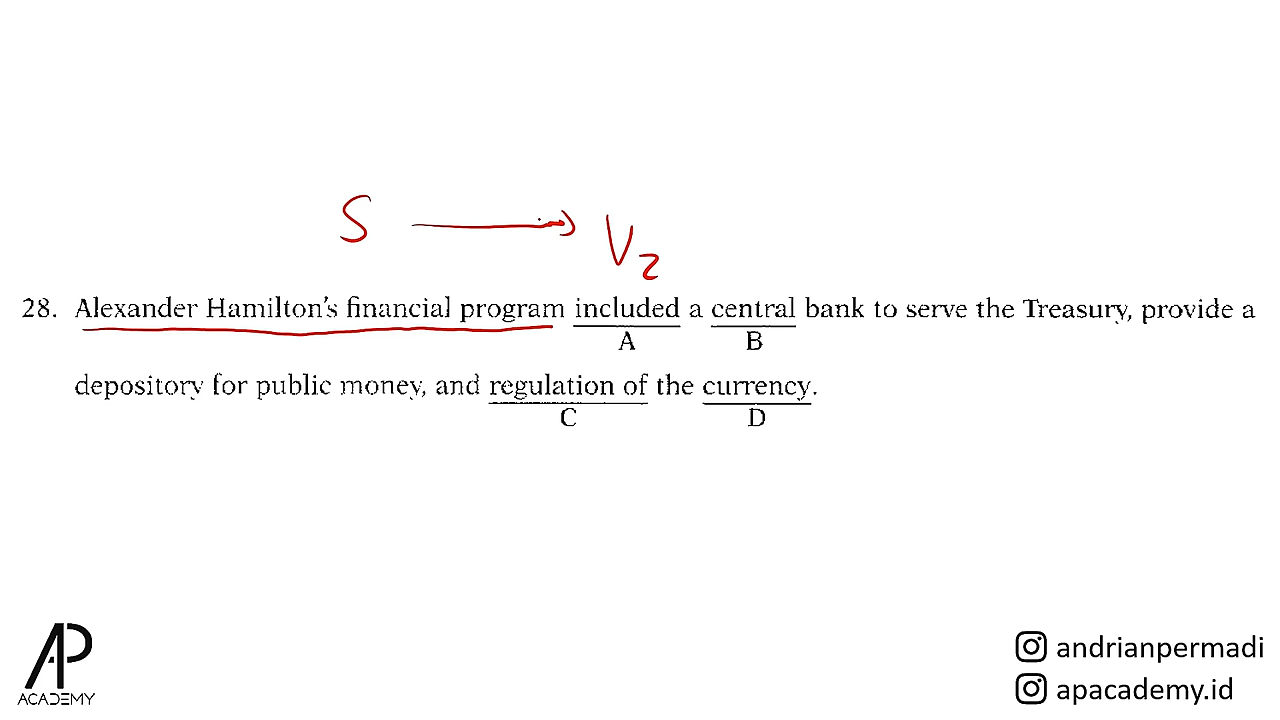 S → V2
28. Alexander Hamilton's financial program included a central bank to serve the Treasury, provide a
A B
depository for public money, and regulation of the currency.
C D
AP
ACADEMY
andrianpermadi
apacademy.id